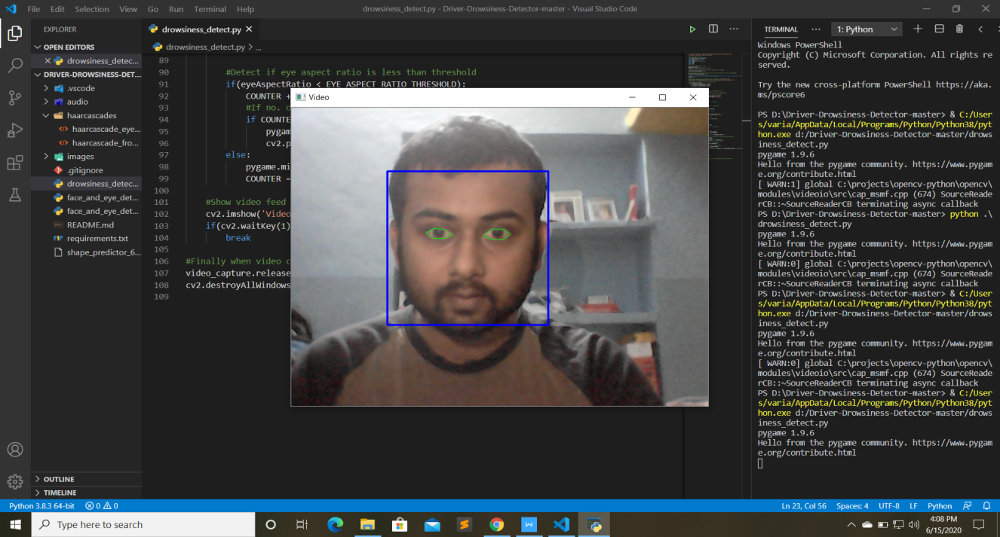 File Edit Selection View Go Run Terminal Help
drowsiness_detect.py - Driver-Drowsiness-Detector-master - Visual Studio Code
EXPLORER
OPEN EDITORS
drowsiness_detec...
DRIVER-DROWSINESS-DET...
.vscode
audio
haarcascades
haarcascade_eye...
haarcascade_fro...
images
.gitignore
drowsiness_detec...
face_and_eye_det...
face_and_eye_det...
README.md
requirements.txt
shape_predictor_6...
OUTLINE
TIMELINE
drowsiness_detect.py
drowsiness_detect.py > ...
89
90 #Detect if eye aspect ratio is less than threshold
91 if(eyeAspectRatio < EYE_ASPECT_RATIO_THRESHOLD):
92 COUNTER +
93 #If no. o
94 if COUNTE
95 pygam
96 cv2.p
97 else:
98 pygame.mi
99 COUNTER =
100
101 #Show video feed
102 cv2.imshow('Video
103 if(cv2.waitKey(1)
104 break
105
106 #Finally when video c
107 video_capture.release
108 cv2.destroyAllWindows
109
Video
TERMINAL ... 1: Python
Windows PowerShell
Copyright (C) Microsoft Corporation. All rights re
served.
Try the new cross-platform PowerShell https://aka.
ms/pscore6
PS D:\Driver-Drowsiness-Detector-master> & C:/User
s/varia/AppData/Local/Programs/Python/Python38/pyt
hon.exe d:/Driver-Drowsiness-Detector-master/drows
iness_detect.py
pygame 1.9.6
Hello from the pygame community. https://www.pygam
e.org/contribute.html
[ WARN:1] global C:\projects\opencv-python\opencv\
modules\videoio\src\cap_msmf.cpp (674) SourceReade
rCB::~SourceReaderCB terminating async callback
PS D:\Driver-Drowsiness-Detector-master> python .\
drowsiness_detect.py
pygame 1.9.6
Hello from the pygame community. https://www.pygam
e.org/contribute.html
[ WARN:0] global C:\projects\opencv-python\opencv\
modules\videoio\src\cap_msmf.cpp (674) SourceReade
rCB::~SourceReaderCB terminating async callback
PS D:\Driver-Drowsiness-Detector-master> & C:/User
s/varia/AppData/Local/Programs/Python/Python38/pyt
hon.exe d:/Driver-Drowsiness-Detector-master/drows
iness_detect.py
pygame 1.9.6
Hello from the pygame community. https://www.pygam
e.org/contribute.html
[ WARN:0] global C:\projects\opencv-python\opencv\
modules\videoio\src\cap_msmf.cpp (674) SourceReade
rCB::~SourceReaderCB terminating async callback
PS D:\Driver-Drowsiness-Detector-master> & C:/User
s/varia/AppData/Local/Programs/Python/Python38/pyt
hon.exe d:/Driver-Drowsiness-Detector-master/drows
iness_detect.py
pygame 1.9.6
Hello from the pygame community. https://www.pygam
e.org/contribute.html
Python 3.8.3 64-bit 0 0
Ln 23, Col 56 Spaces: 4 UTF-8 LF Python
Type here to search
4:08 PM
6/15/2020